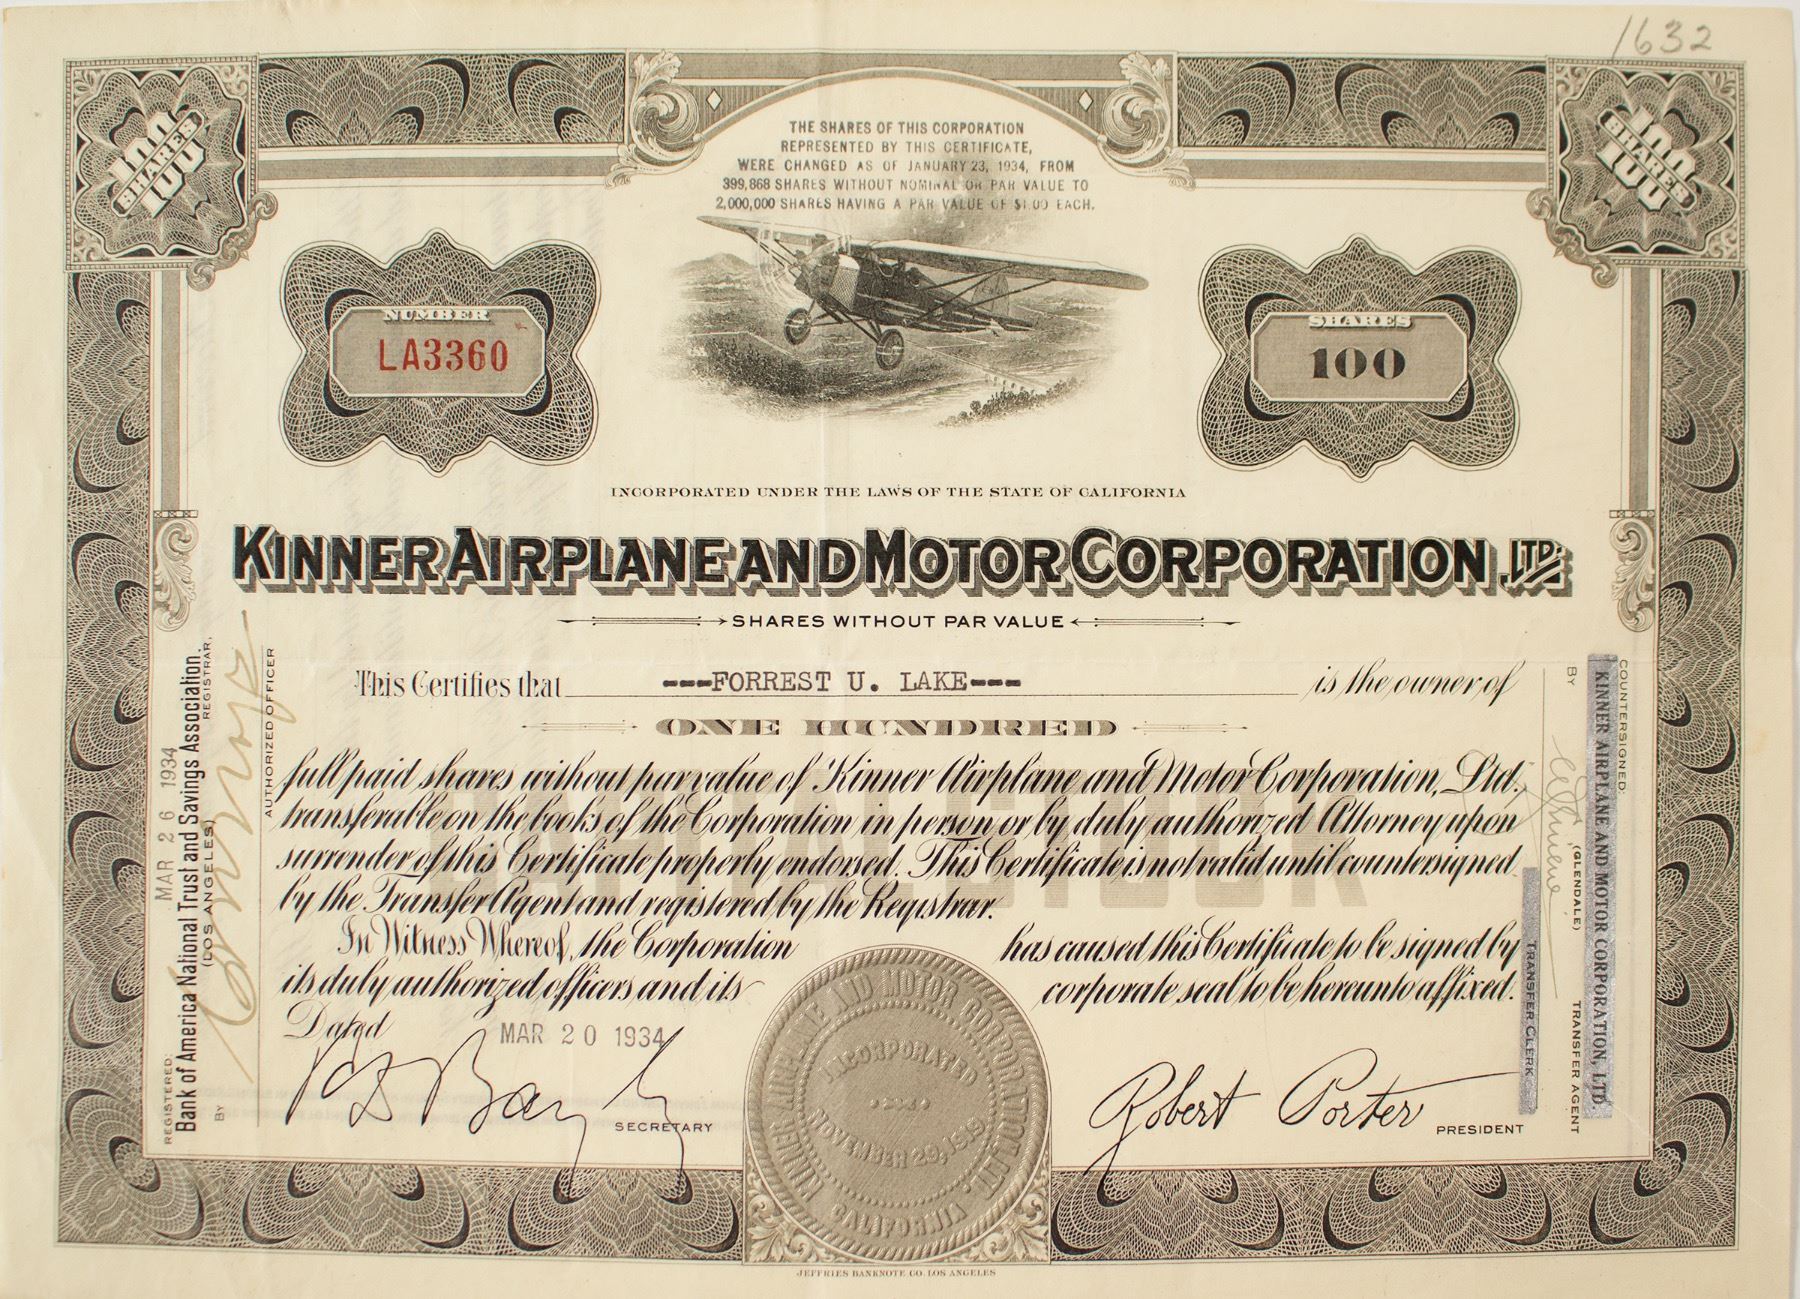 1632
100
SHARES
100
100
SHARES
100
THE SHARES OF THIS CORPORATION
REPRESENTED BY THIS CERTIFICATE,
WERE CHANGED AS OF JANUARY 23, 1934, FROM
399,868 SHARES WITHOUT NOMINAL OR PAR VALUE TO
2,000,000 SHARES HAVING A PAR VALUE OF $1.00 EACH.
NUMBER
LA3360
SHARES
100
INCORPORATED UNDER THE LAWS OF THE STATE OF CALIFORNIA
KINNER AIRPLANE AND MOTOR CORPORATION, LTD.
SHARES WITHOUT PAR VALUE
This Certifies that ---FORREST U. LAKE--- is the owner of
ONE HUNDRED
full paid shares without par value of Kinner Airplane and Motor Corporation, Ltd.
transferable on the books of the Corporation in person or by duly authorized Attorney upon
surrender of this Certificate properly endorsed. This Certificate is not valid until countersigned
by the Transfer Agent and registered by the Registrar.
In Witness Whereof, the Corporation has caused this Certificate to be signed by
its duly authorized officers and its corporate seal to be hereunto affixed.
Dated MAR 20 1934
SECRETARY
Robert Porter
PRESIDENT
KINNER AIRPLANE AND MOTOR CORPORATION, LTD.
INCORPORATED
NOVEMBER 29, 1919
CALIFORNIA
REGISTERED:
MAR 26 1934
Bank of America National Trust and Savings Association.
(LOS ANGELES) REGISTRAR,
BY
AUTHORIZED OFFICER
COUNTERSIGNED:
KINNER AIRPLANE AND MOTOR CORPORATION, LTD.
BY (GLENDALE) TRANSFER AGENT
TRANSFER CLERK
JEFFRIES BANKNOTE CO. LOS ANGELES